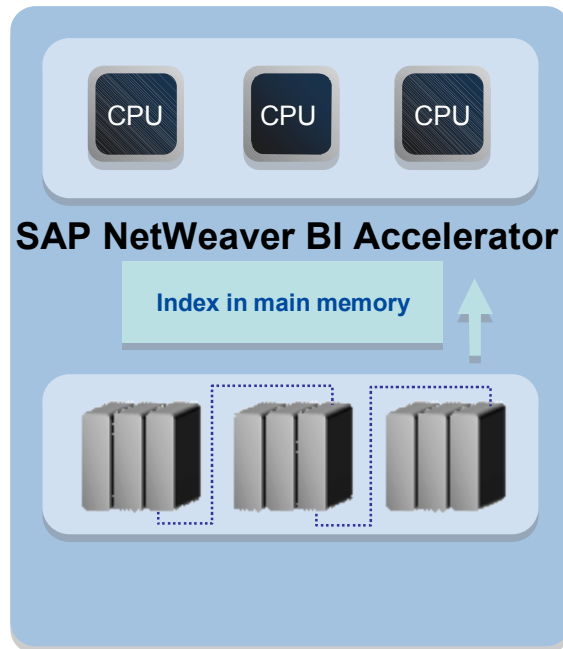 CPU CPU CPU
SAP NetWeaver BI Accelerator
Index in main memory